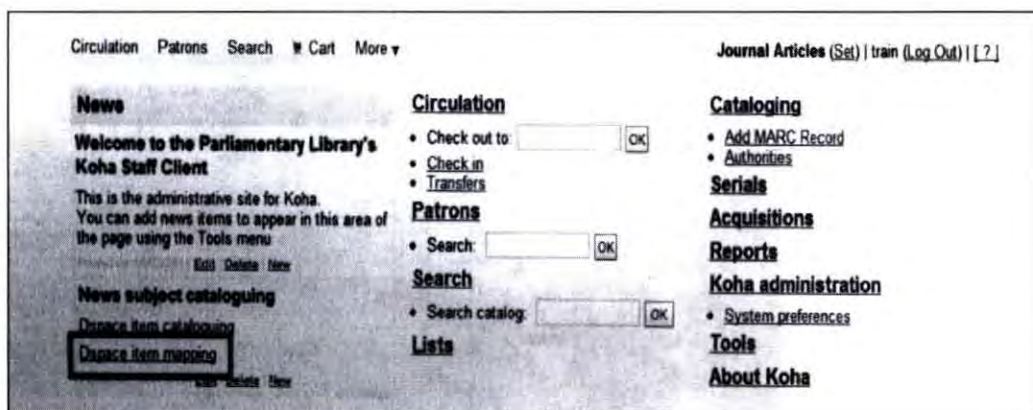 Circulation Patrons Search Cart More ▾
Journal Articles (Set) | train (Log Out) | [ ? ]
News
Welcome to the Parliamentary Library's
Koha Staff Client
This is the administrative site for Koha.
You can add news items to appear in this area of
the page using the Tools menu
Edit Delete New
News subject cataloguing
Dspace item cataloguing
Dspace item mapping
Edit Delete New
Circulation
• Check out to: OK
• Check in
• Transfers
Patrons
• Search: OK
Search
• Search catalog: OK
Lists
Cataloging
• Add MARC Record
• Authorities
Serials
Acquisitions
Reports
Koha administration
• System preferences
Tools
About Koha